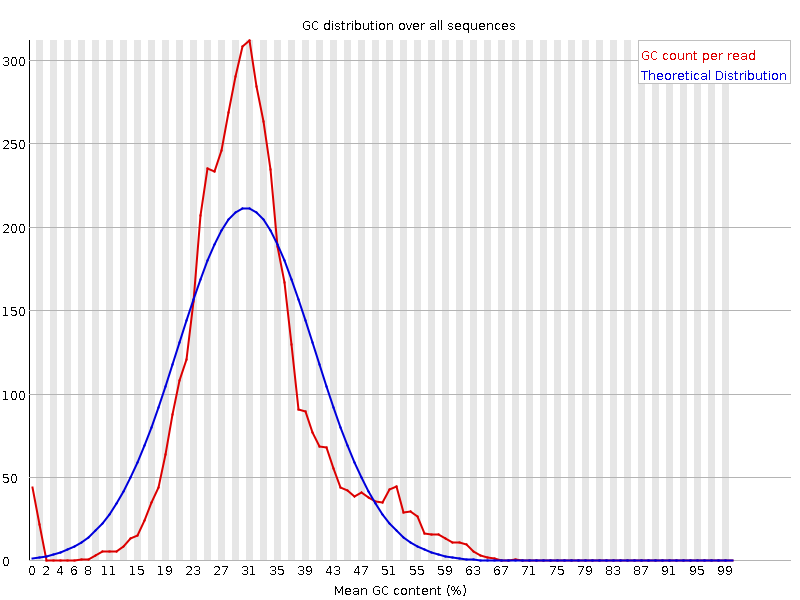 GC distribution over all sequences
GC count per read
Theoretical Distribution
300
250
200
150
100
50
0
0 2 4 6 8 11 15 19 23 27 31 35 39 43 47 51 55 59 63 67 71 75 79 83 87 91 95 99
Mean GC content (%)